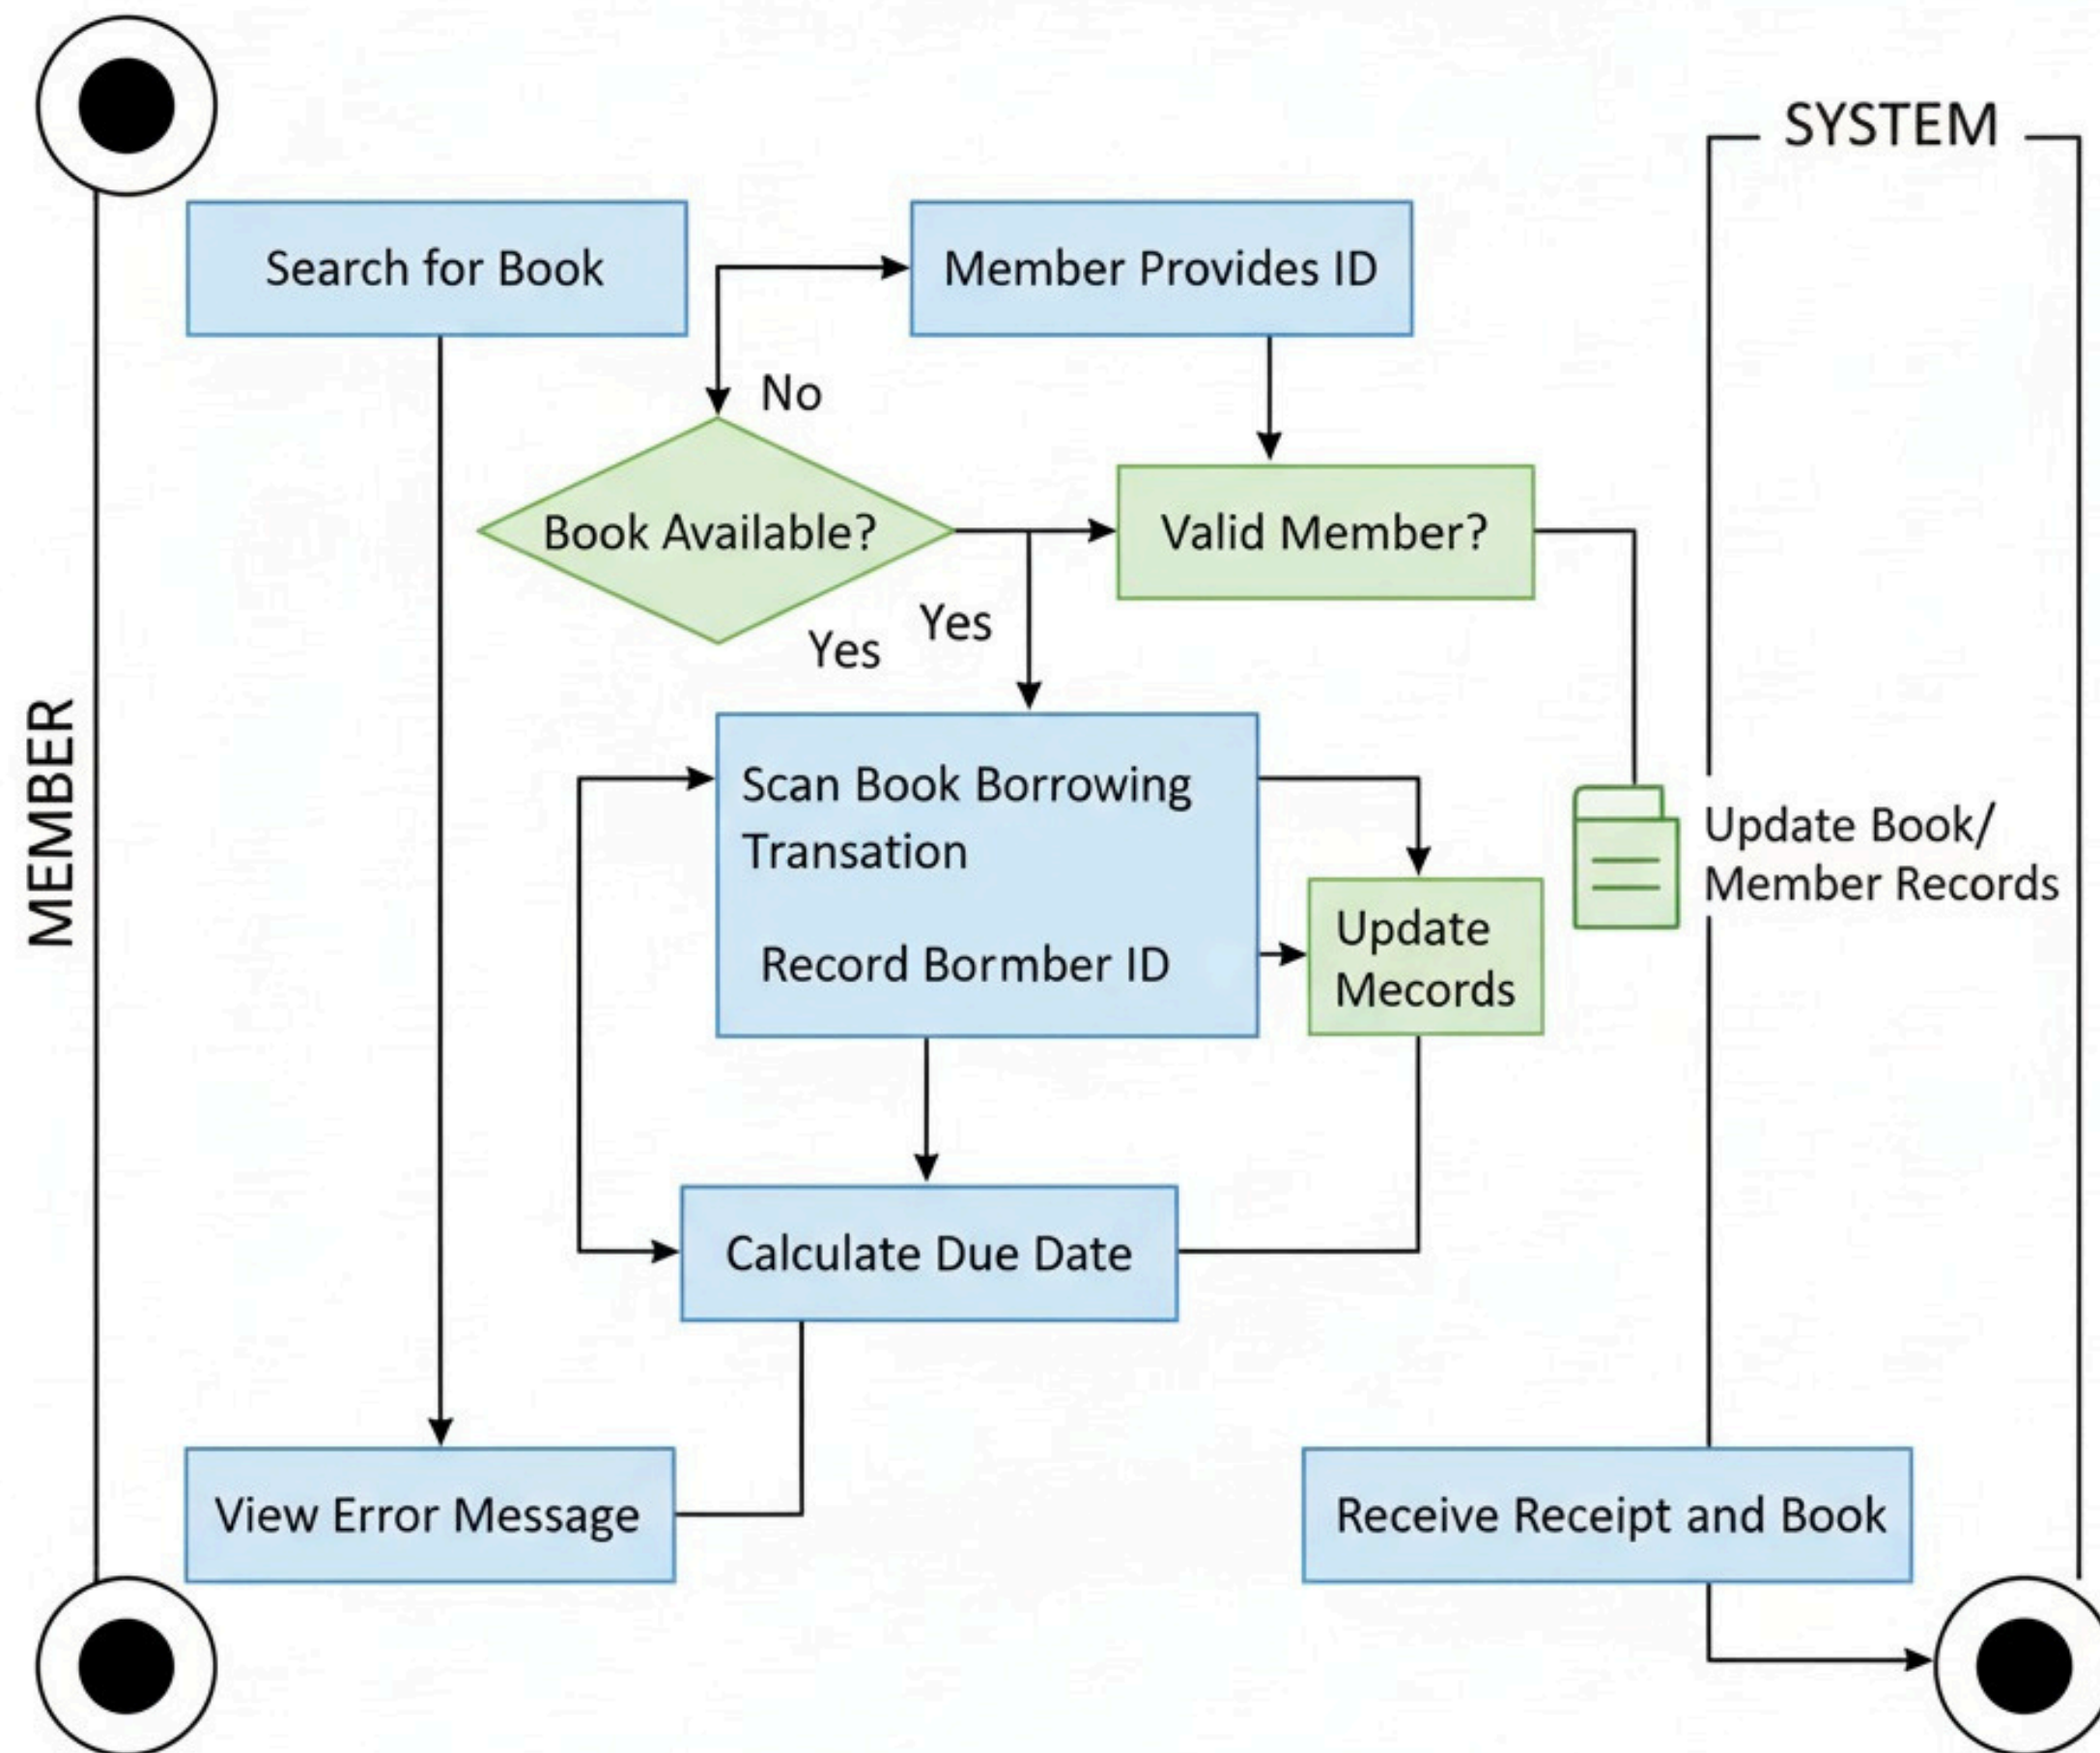 SYSTEM
Search for Book
Member Provides ID
No
Book Available?
Valid Member?
Yes
Yes
MEMBER
Scan Book Borrowing
Transation
Record Bormber ID
Update
Mecords
Update Book/
Member Records
Calculate Due Date
View Error Message
Receive Receipt and Book